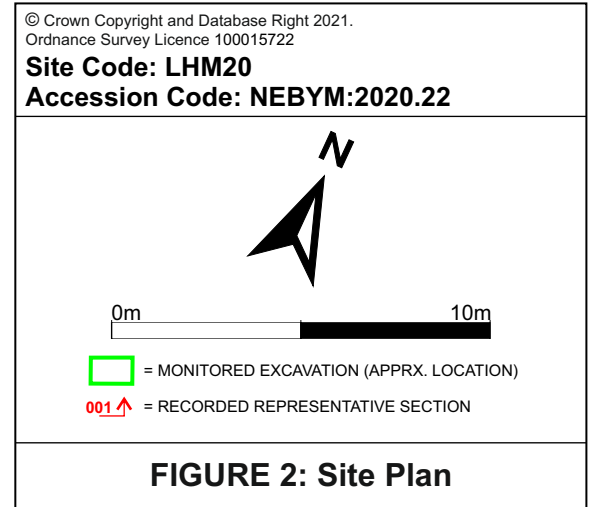 © Crown Copyright and Database Right 2021.
Ordnance Survey Licence 100015722
Site Code: LHM20
Accession Code: NEBYM:2020.22
N
0m 10m
= MONITORED EXCAVATION (APPRX. LOCATION)
001 = RECORDED REPRESENTATIVE SECTION
FIGURE 2: Site Plan